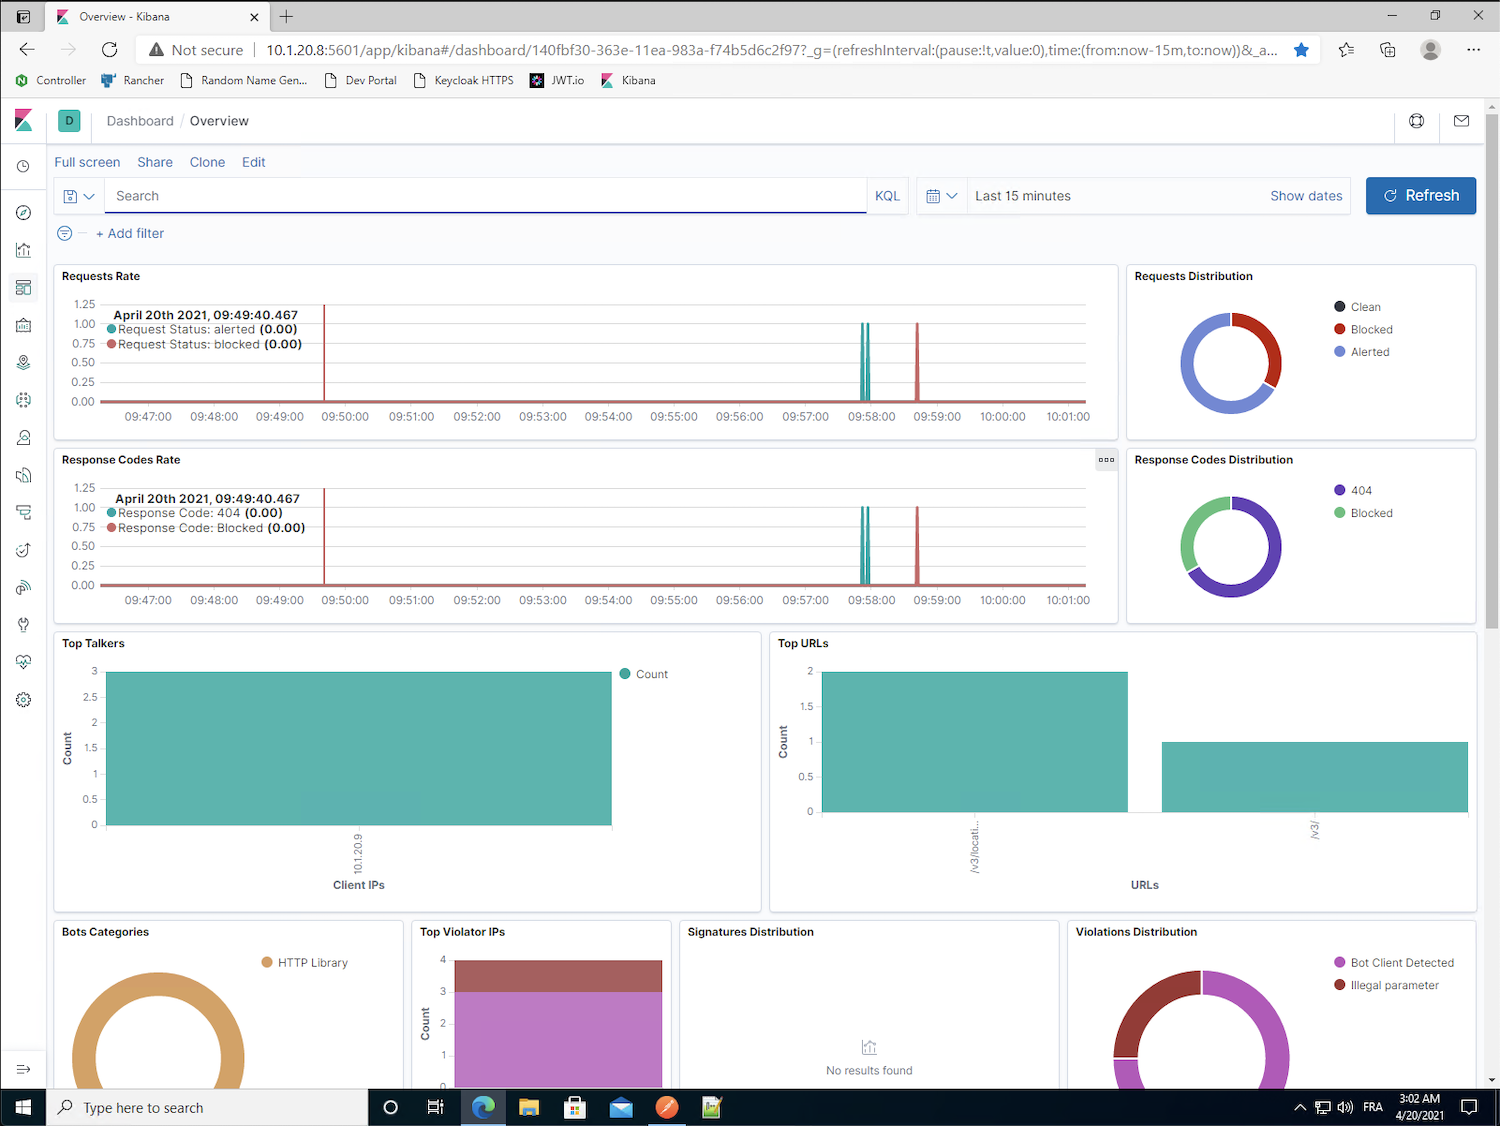 Overview - Kibana
Not secure
10.1.20.8:5601/app/kibana#/dashboard/140fbf30-363e-11ea-983a-f74b5d6c2f97?_g=(refreshInterval:(pause:!t,value:0),time:(from:now-15m,to:now))&_a...
Controller
Rancher
Random Name Gen...
Dev Portal
Keycloak HTTPS
JWT.io
Kibana
D
Dashboard / Overview
Full screen Share Clone Edit
Search
KQL
Last 15 minutes
Show dates
Refresh
+ Add filter
Requests Rate
1.25
1.00
0.75
0.50
0.25
0.00
April 20th 2021, 09:49:40.467
Request Status: alerted (0.00)
Request Status: blocked (0.00)
09:47:00 09:48:00 09:49:00 09:50:00 09:51:00 09:52:00 09:53:00 09:54:00 09:55:00 09:56:00 09:57:00 09:58:00 09:59:00 10:00:00 10:01:00
Requests Distribution
Clean
Blocked
Alerted
Response Codes Rate
1.25
1.00
0.75
0.50
0.25
0.00
April 20th 2021, 09:49:40.467
Response Code: 404 (0.00)
Response Code: Blocked (0.00)
09:47:00 09:48:00 09:49:00 09:50:00 09:51:00 09:52:00 09:53:00 09:54:00 09:55:00 09:56:00 09:57:00 09:58:00 09:59:00 10:00:00 10:01:00
Response Codes Distribution
404
Blocked
Top Talkers
3
2.5
2
1.5
1
0.5
0
Count
10.1.20.9
Client IPs
Count
Top URLs
2
1.5
1
0.5
0
Count
/v3/locati...
/v3/
URLs
Bots Categories
HTTP Library
Top Violator IPs
4
3
2
1
0
Count
Signatures Distribution
No results found
Violations Distribution
Bot Client Detected
Illegal parameter
Type here to search
FRA
3:02 AM
4/20/2021